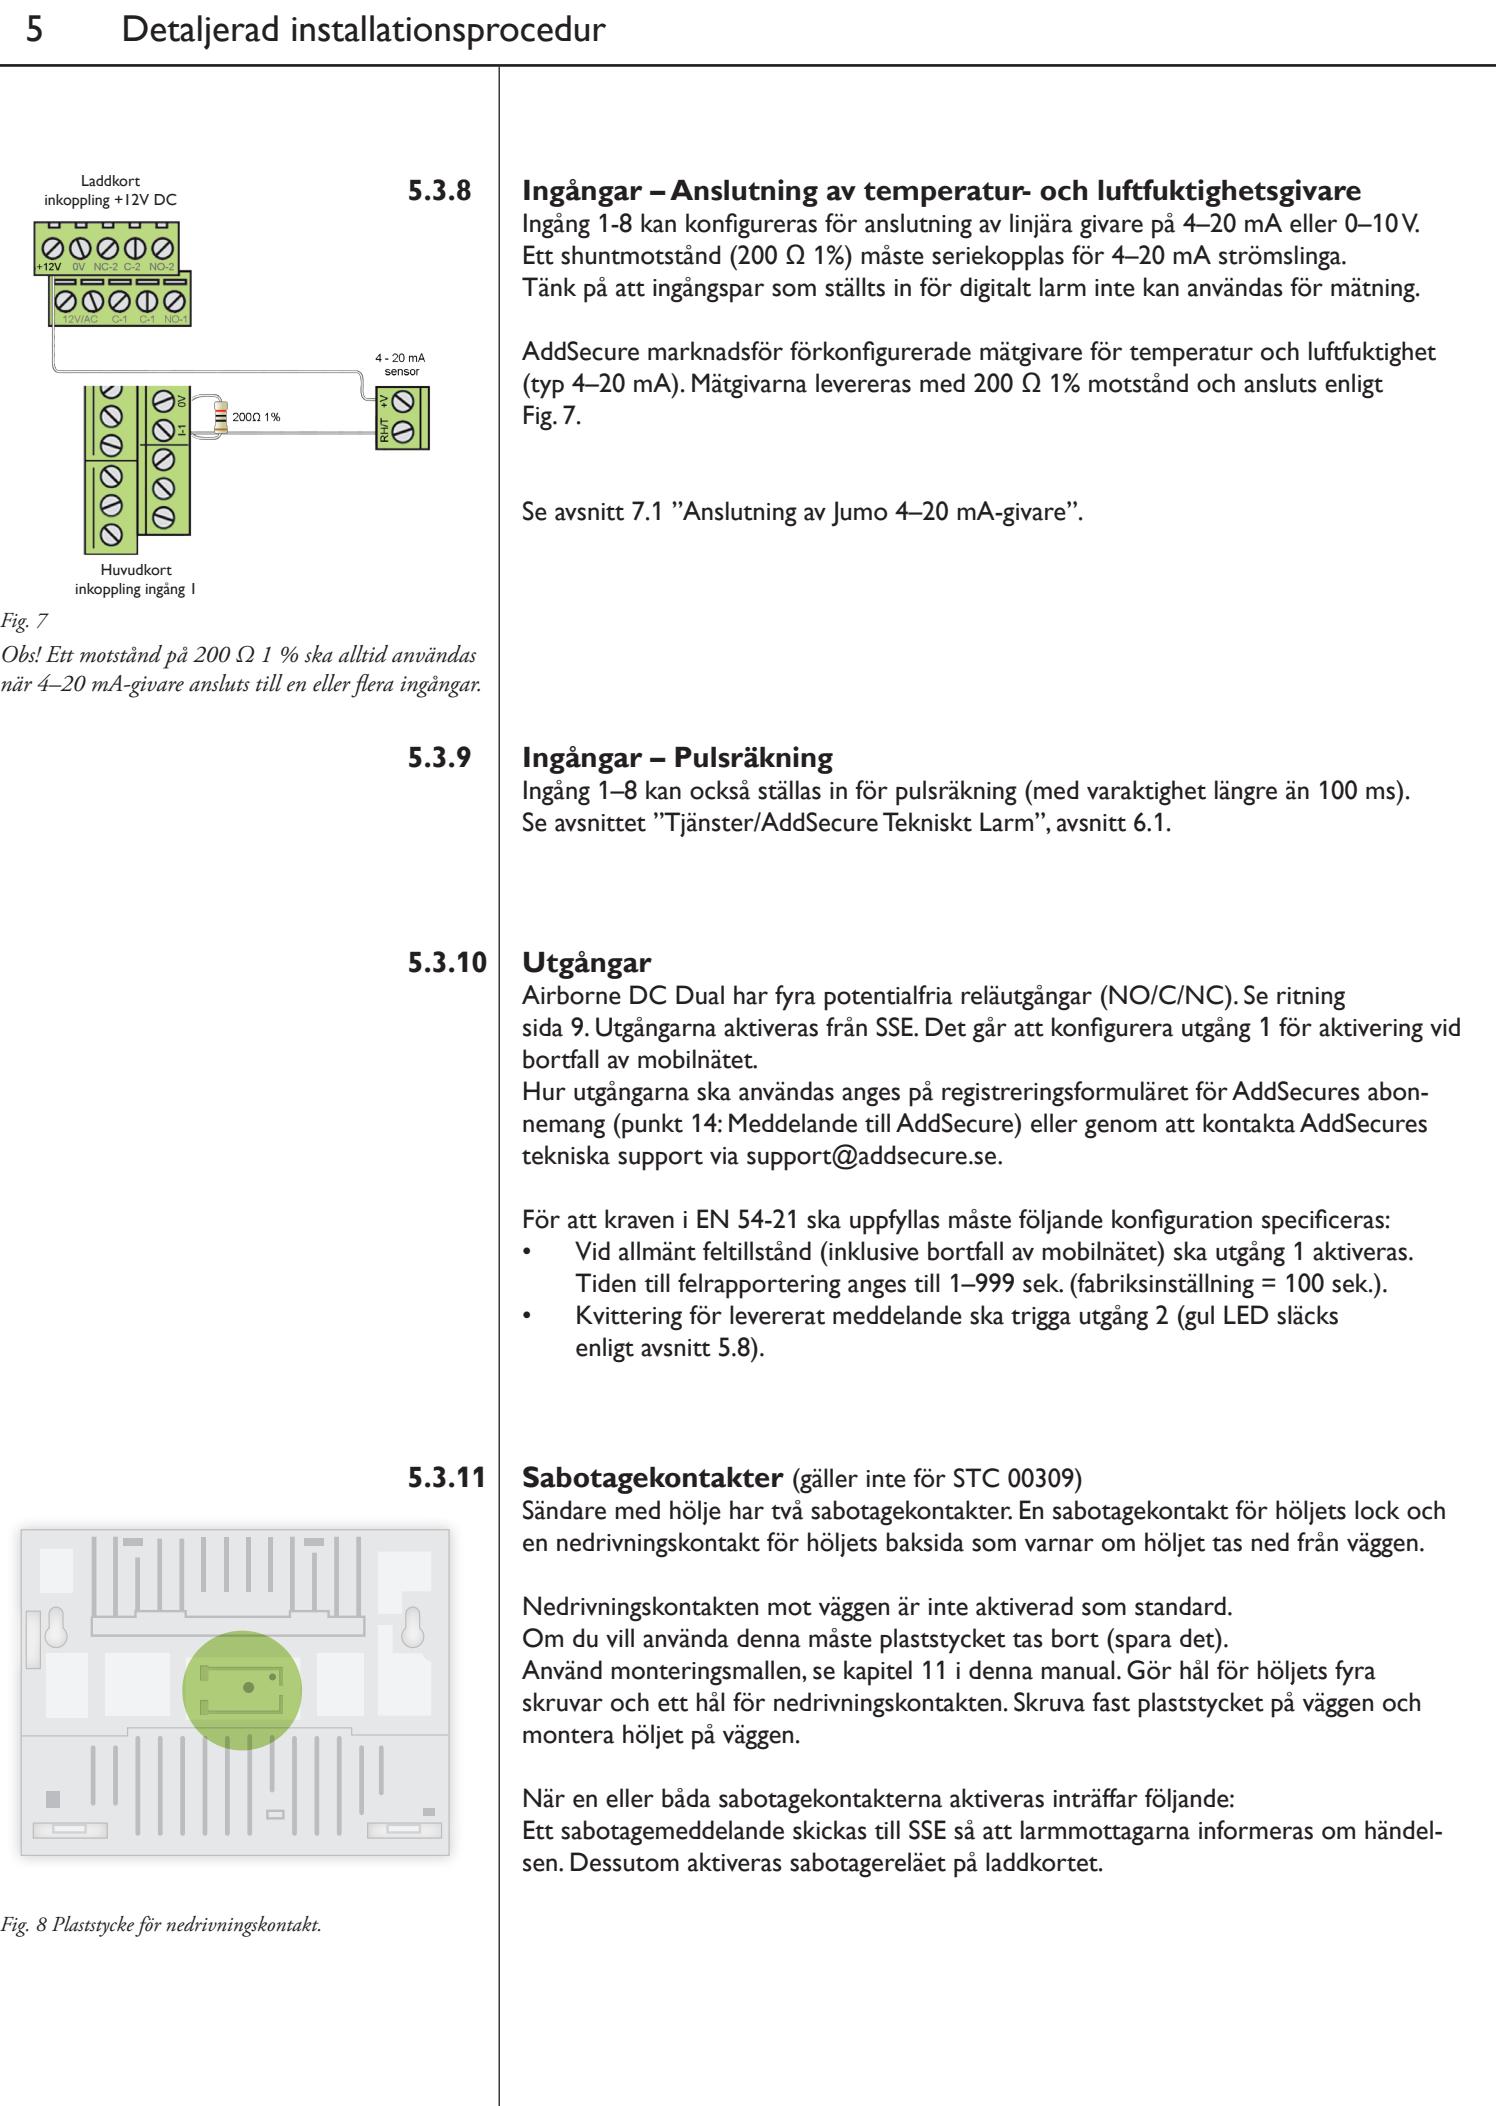 5 Detaljerad installationsprocedur
Laddkort
inkoppling +12V DC
+12V 0V NC-2 C-2 NO-2
12V/AC C-1 C-1 NO-1
4 - 20 mA
sensor
+V
RH/T
0V
I-1
200Ω 1%
Huvudkort
inkoppling ingång 1
Fig. 7
Obs! Ett motstånd på 200 Ω 1 % ska alltid användas
när 4–20 mA-givare ansluts till en eller flera ingångar.
5.3.8 Ingångar – Anslutning av temperatur- och luftfuktighetsgivare
Ingång 1-8 kan konfigureras för anslutning av linjära givare på 4–20 mA eller 0–10 V.
Ett shuntmotstånd (200 Ω 1%) måste seriekopplas för 4–20 mA strömslinga.
Tänk på att ingångspar som ställts in för digitalt larm inte kan användas för mätning.
AddSecure marknadsför förkonfigurerade mätgivare för temperatur och luftfuktighet
(typ 4–20 mA). Mätgivarna levereras med 200 Ω 1% motstånd och ansluts enligt
Fig. 7.
Se avsnitt 7.1 ”Anslutning av Jumo 4–20 mA-givare”.
5.3.9 Ingångar – Pulsräkning
Ingång 1–8 kan också ställas in för pulsräkning (med varaktighet längre än 100 ms).
Se avsnittet ”Tjänster/AddSecure Tekniskt Larm”, avsnitt 6.1.
5.3.10 Utgångar
Airborne DC Dual har fyra potentialfria reläutgångar (NO/C/NC). Se ritning
sida 9. Utgångarna aktiveras från SSE. Det går att konfigurera utgång 1 för aktivering vid
bortfall av mobilnätet.
Hur utgångarna ska användas anges på registreringsformuläret för AddSecures abon-
nemang (punkt 14: Meddelande till AddSecure) eller genom att kontakta AddSecures
tekniska support via support@addsecure.se.
För att kraven i EN 54-21 ska uppfyllas måste följande konfiguration specificeras:
• Vid allmänt feltillstånd (inklusive bortfall av mobilnätet) ska utgång 1 aktiveras.
Tiden till felrapportering anges till 1–999 sek. (fabriksinställning = 100 sek.).
• Kvittering för levererat meddelande ska trigga utgång 2 (gul LED släcks
enligt avsnitt 5.8).
5.3.11 Sabotagekontakter (gäller inte för STC 00309)
Sändare med hölje har två sabotagekontakter. En sabotagekontakt för höljets lock och
en nedrivningskontakt för höljets baksida som varnar om höljet tas ned från väggen.
Nedrivningskontakten mot väggen är inte aktiverad som standard.
Om du vill använda denna måste plaststycket tas bort (spara det).
Använd monteringsmallen, se kapitel 11 i denna manual. Gör hål för höljets fyra
skruvar och ett hål för nedrivningskontakten. Skruva fast plaststycket på väggen och
montera höljet på väggen.
När en eller båda sabotagekontakterna aktiveras inträffar följande:
Ett sabotagemeddelande skickas till SSE så att larmmottagarna informeras om händel-
sen. Dessutom aktiveras sabotagereläet på laddkortet.
Fig. 8 Plaststycke för nedrivningskontakt.